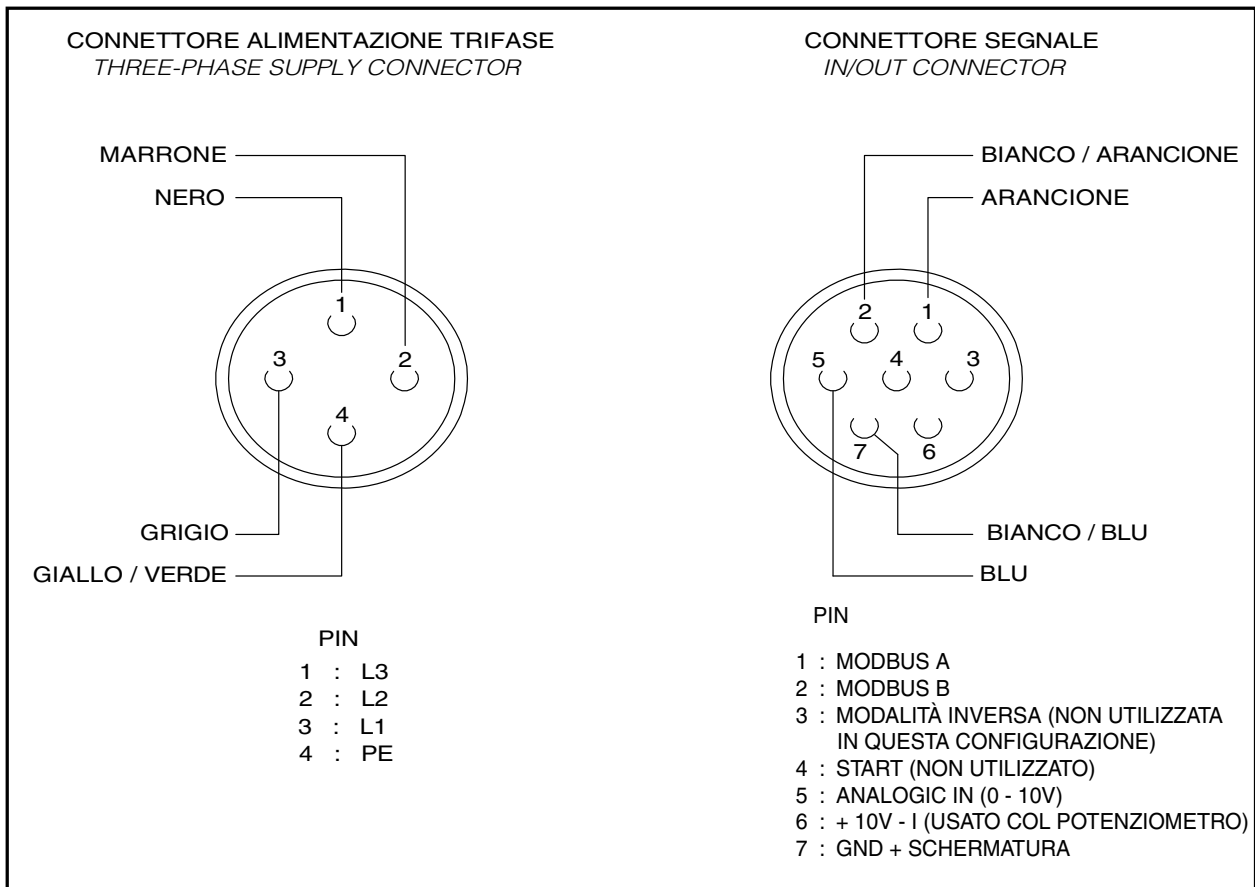 CONNETTORE ALIMENTAZIONE TRIFASE
THREE-PHASE SUPPLY CONNECTOR
MARRONE
NERO
1
3
2
4
GRIGIO
GIALLO / VERDE
PIN
1 : L3
2 : L2
3 : L1
4 : PE
CONNETTORE SEGNALE
IN/OUT CONNECTOR
BIANCO / ARANCIONE
ARANCIONE
2 1
5 4 3
7 6
BIANCO / BLU
BLU
PIN
1 : MODBUS A
2 : MODBUS B
3 : MODALITÀ INVERSA (NON UTILIZZATA
IN QUESTA CONFIGURAZIONE)
4 : START (NON UTILIZZATO)
5 : ANALOGIC IN (0 - 10V)
6 : + 10V - I (USATO COL POTENZIOMETRO)
7 : GND + SCHERMATURA